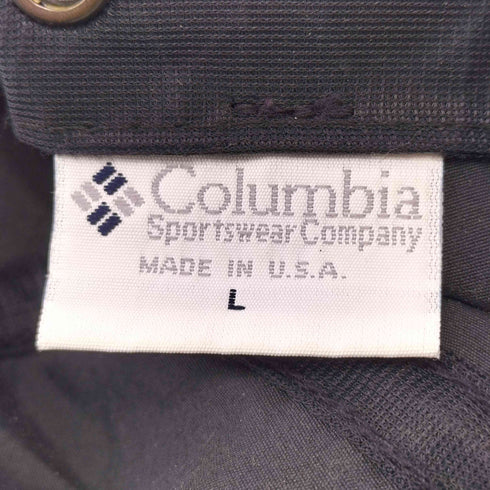 Columbia
Sportswear Company
MADE IN U.S.A.
L